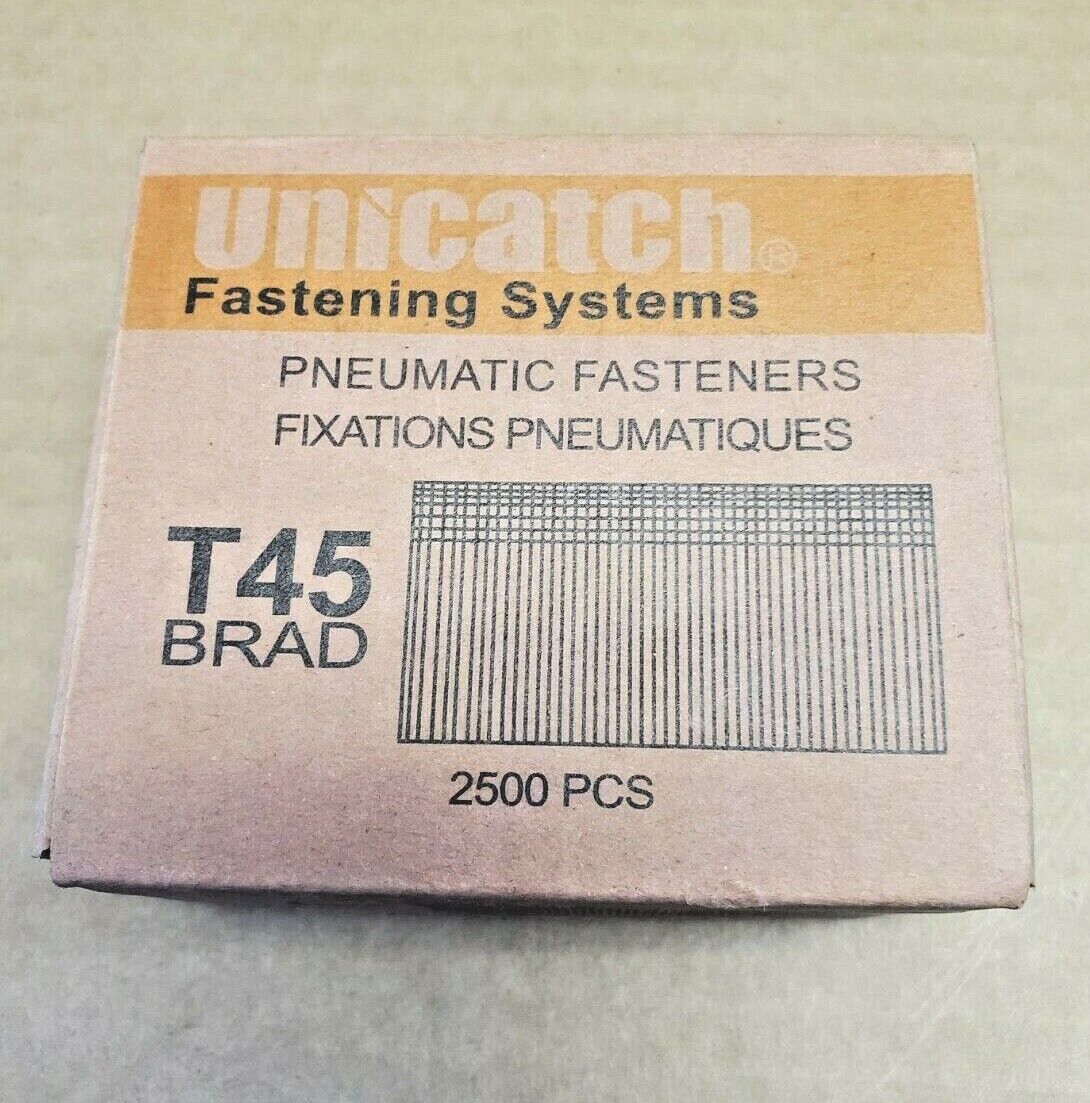 unicatch®
Fastening Systems
PNEUMATIC FASTENERS
FIXATIONS PNEUMATIQUES
T45
BRAD
2500 PCS